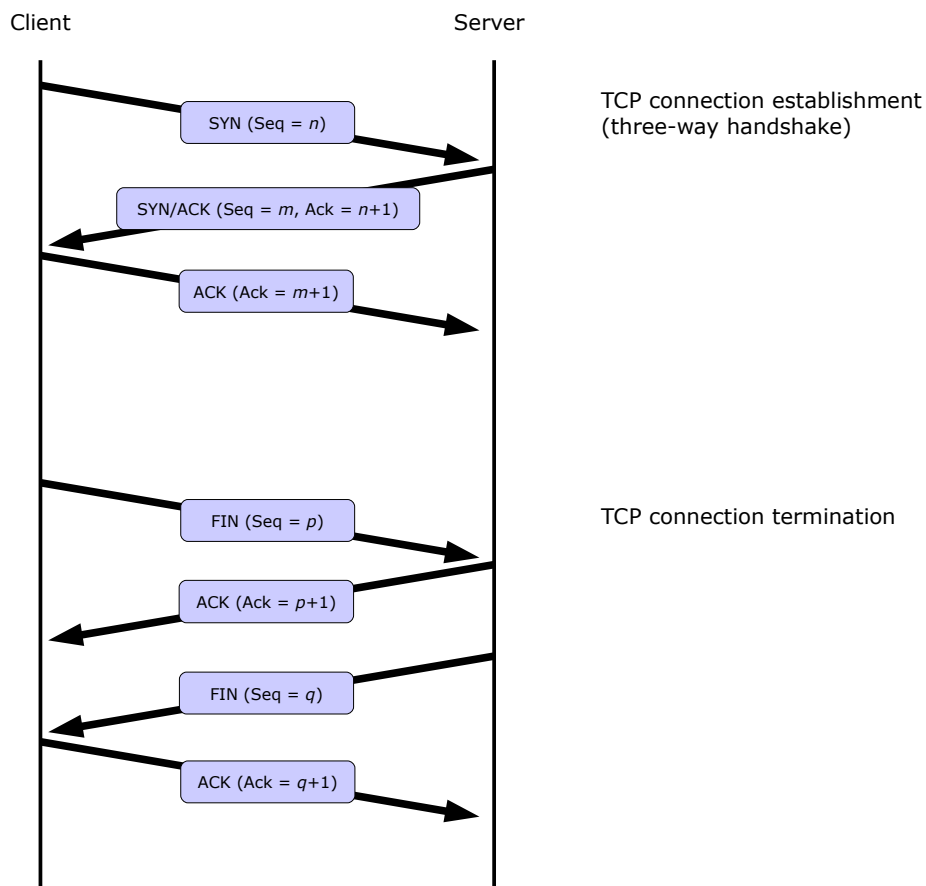 Client
Server
SYN (Seq = n)
TCP connection establishment
(three-way handshake)
SYN/ACK (Seq = m, Ack = n+1)
ACK (Ack = m+1)
FIN (Seq = p)
TCP connection termination
ACK (Ack = p+1)
FIN (Seq = q)
ACK (Ack = q+1)